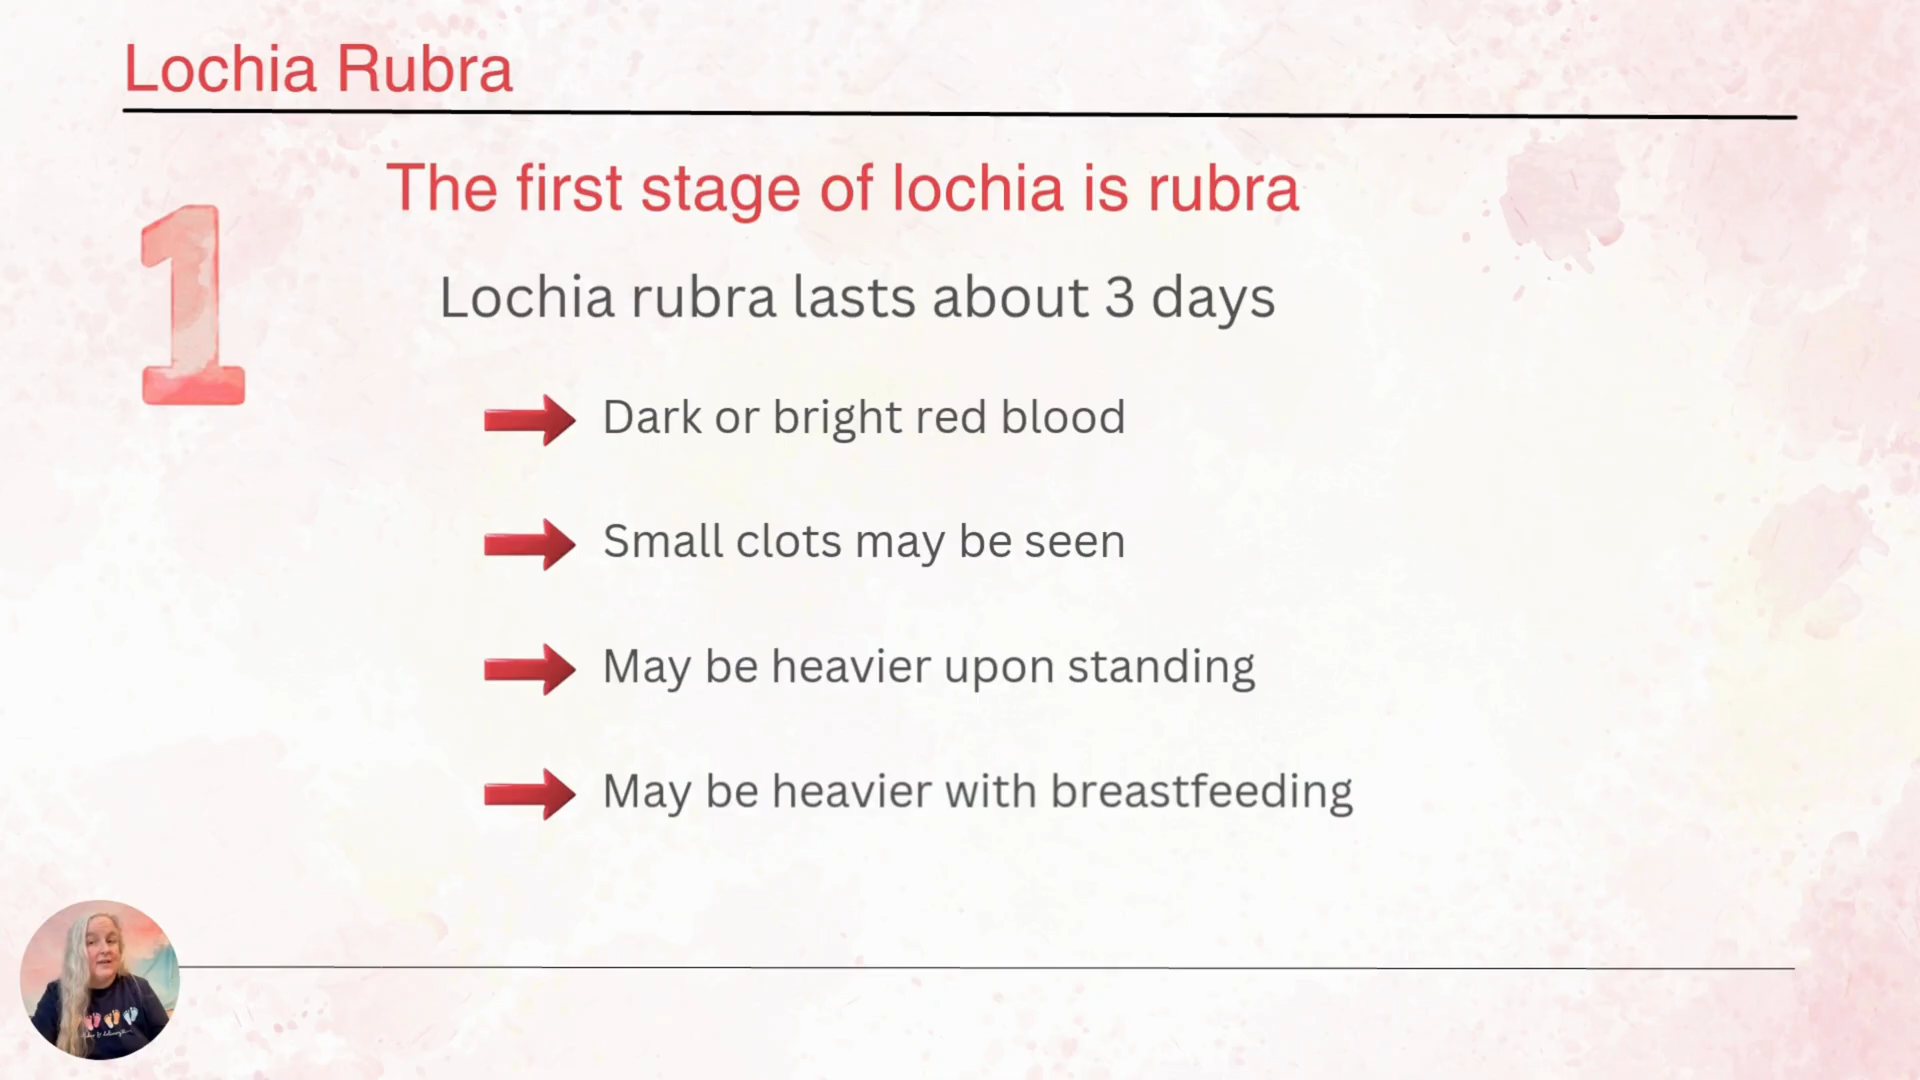 Lochia Rubra
1
The first stage of lochia is rubra
Lochia rubra lasts about 3 days
Dark or bright red blood
Small clots may be seen
May be heavier upon standing
May be heavier with breastfeeding